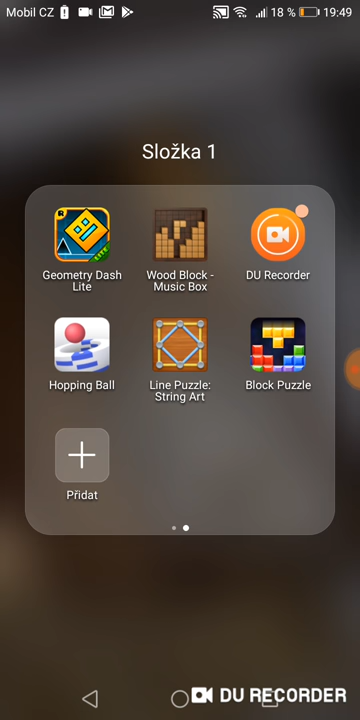 Mobil CZ 18 % 19:49
Složka 1
Geometry Dash
Lite
Wood Block -
Music Box
DU Recorder
Hopping Ball
Line Puzzle:
String Art
Block Puzzle
Přidat
DU RECORDER